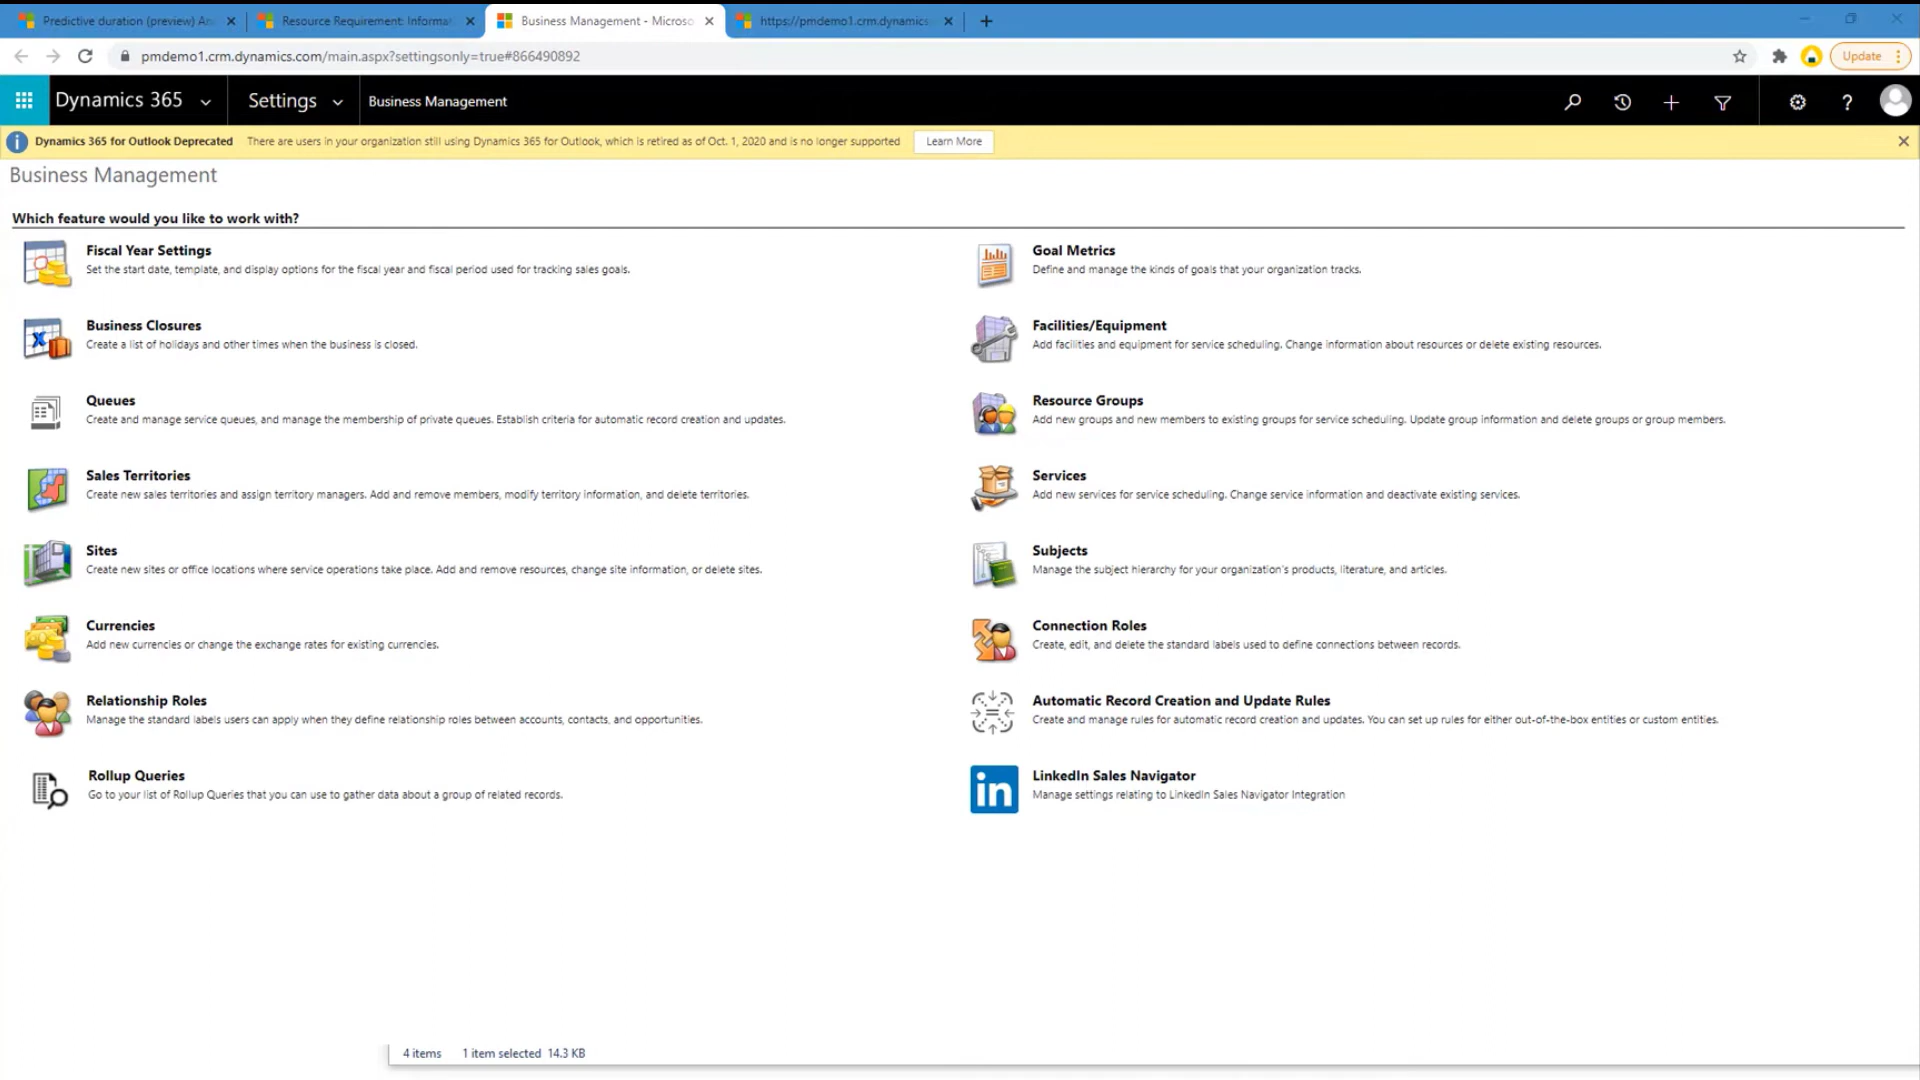 Predictive duration (preview) An
Resource Requirement: Informat
Business Management - Microso
https://pmdemo1.crm.dynamics.
pmdemo1.crm.dynamics.com/main.aspx?settingsonly=true#866490892
Update
Dynamics 365
Settings
Business Management
Dynamics 365 for Outlook Deprecated There are users in your organization still using Dynamics 365 for Outlook, which is retired as of Oct. 1, 2020 and is no longer supported
Learn More
Business Management
Which feature would you like to work with?
Fiscal Year Settings
Set the start date, template, and display options for the fiscal year and fiscal period used for tracking sales goals.
Goal Metrics
Define and manage the kinds of goals that your organization tracks.
Business Closures
Create a list of holidays and other times when the business is closed.
Facilities/Equipment
Add facilities and equipment for service scheduling. Change information about resources or delete existing resources.
Queues
Create and manage service queues, and manage the membership of private queues. Establish criteria for automatic record creation and updates.
Resource Groups
Add new groups and new members to existing groups for service scheduling. Update group information and delete groups or group members.
Sales Territories
Create new sales territories and assign territory managers. Add and remove members, modify territory information, and delete territories.
Services
Add new services for service scheduling. Change service information and deactivate existing services.
Sites
Create new sites or office locations where service operations take place. Add and remove resources, change site information, or delete sites.
Subjects
Manage the subject hierarchy for your organization's products, literature, and articles.
Currencies
Add new currencies or change the exchange rates for existing currencies.
Connection Roles
Create, edit, and delete the standard labels used to define connections between records.
Relationship Roles
Manage the standard labels users can apply when they define relationship roles between accounts, contacts, and opportunities.
Automatic Record Creation and Update Rules
Create and manage rules for automatic record creation and updates. You can set up rules for either out-of-the-box entities or custom entities.
Rollup Queries
Go to your list of Rollup Queries that you can use to gather data about a group of related records.
in
LinkedIn Sales Navigator
Manage settings relating to LinkedIn Sales Navigator Integration
4 items 1 item selected 14.3 KB